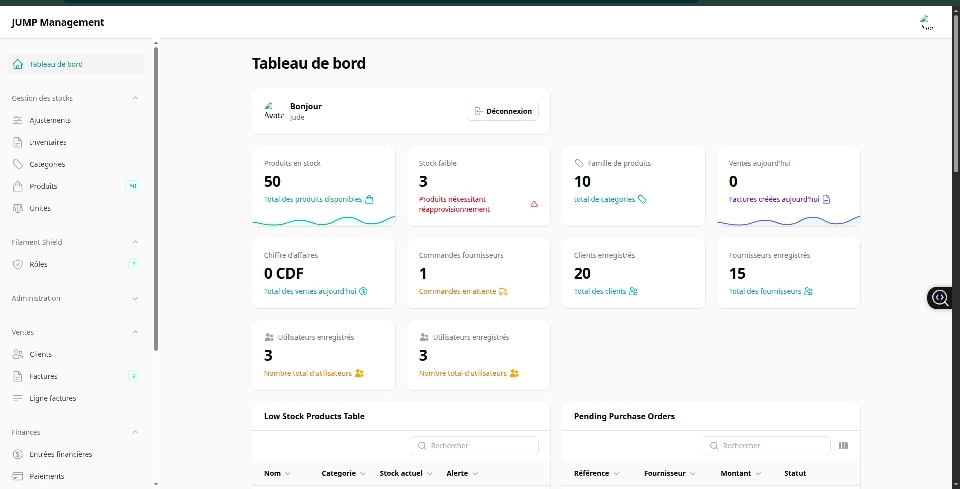 JUMP Management
Tableau de bord
Gestion des stocks
Ajustements
Inventaires
Categories
Produits 50
Unites
Filament Shield
Rôles
Administration
Ventes
Clients
Factures 2
Ligne factures
Finances
Entrées financières
Paiements
Tableau de bord
Bonjour
Jude
Déconnexion
Produits en stock
50
Total des produits disponibles
Stock faible
3
Produits nécessitant
réapprovisionnement
Famille de produits
10
total de categories
Ventes aujourd'hui
0
Factures créées aujourd'hui
Chiffre d'affaires
0 CDF
Total des ventes aujourd'hui
Commandes fournisseurs
1
Commandes en attente
Clients enregistrés
20
Total des clients
Fournisseurs enregistrés
15
Total des fournisseurs
Utilisateurs enregistrés
3
Nombre total d'utilisateurs
Utilisateurs enregistrés
3
Nombre total d'utilisateurs
Low Stock Products Table
Rechercher
Nom Categorie Stock actuel Alerte
Pending Purchase Orders
Rechercher
Référence Fournisseur Montant Statut